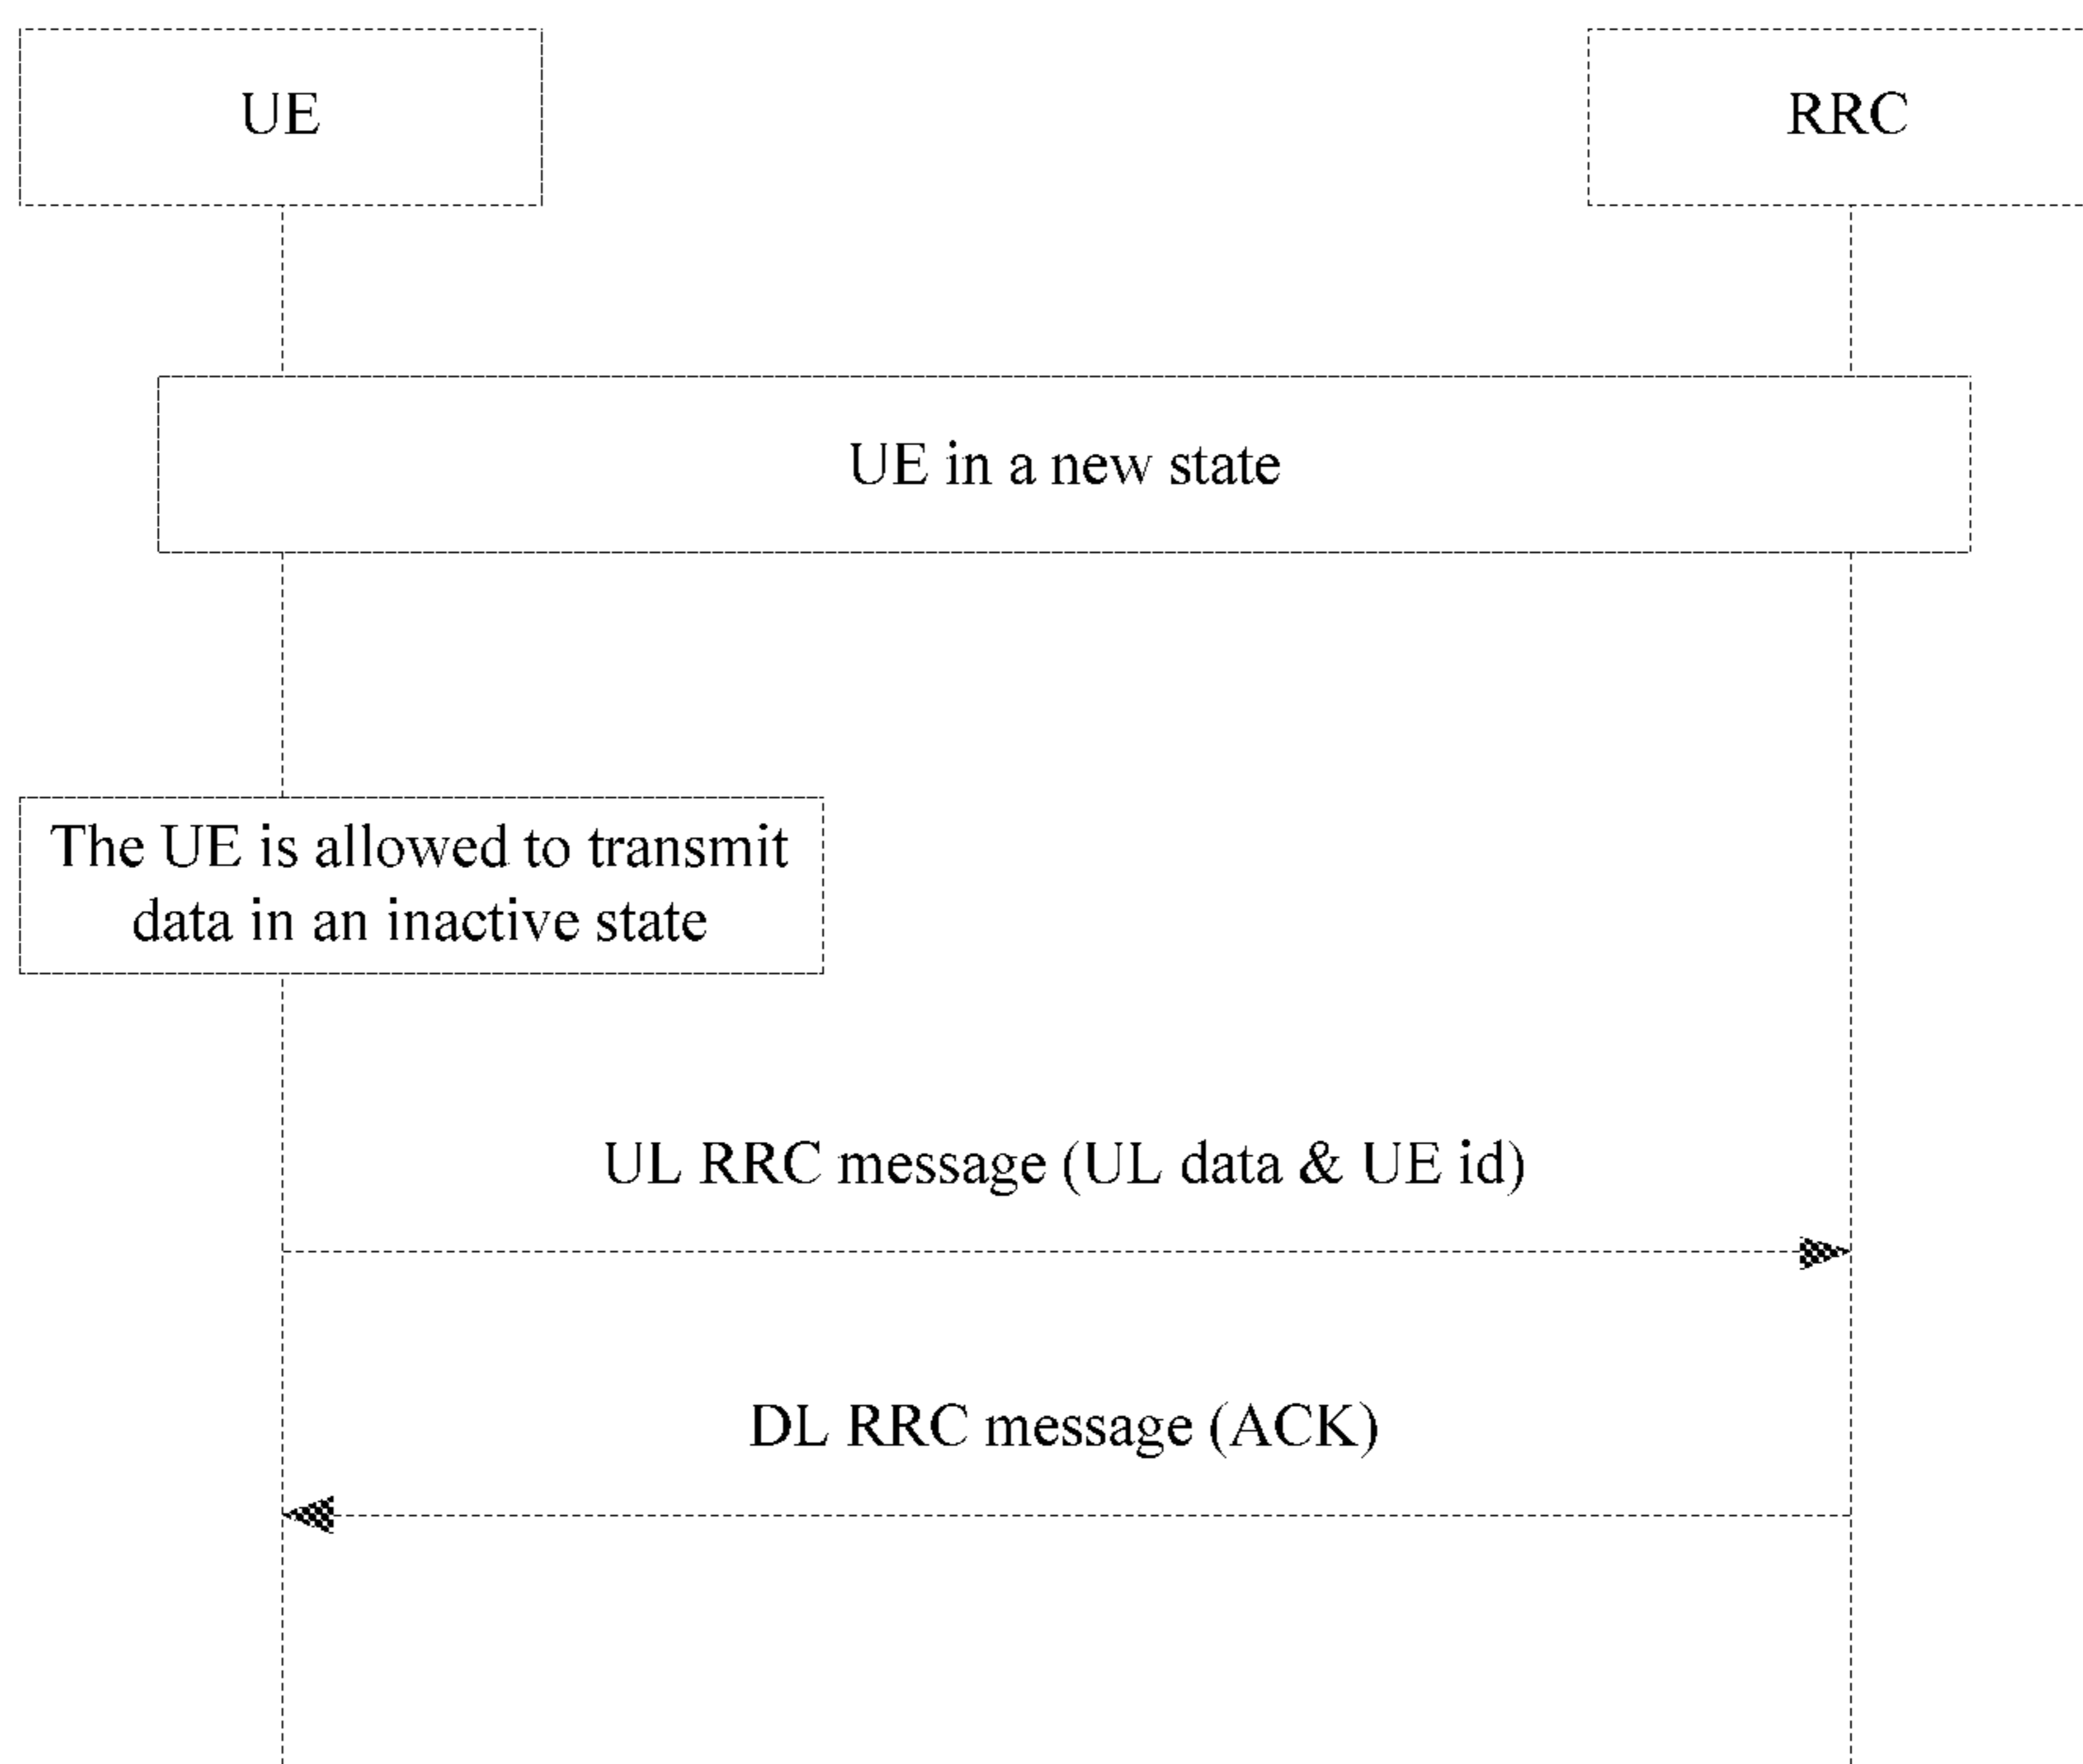 UE
RRC
UE in a new state
The UE is allowed to transmit
data in an inactive state
UL RRC message (UL data & UE id)
DL RRC message (ACK)